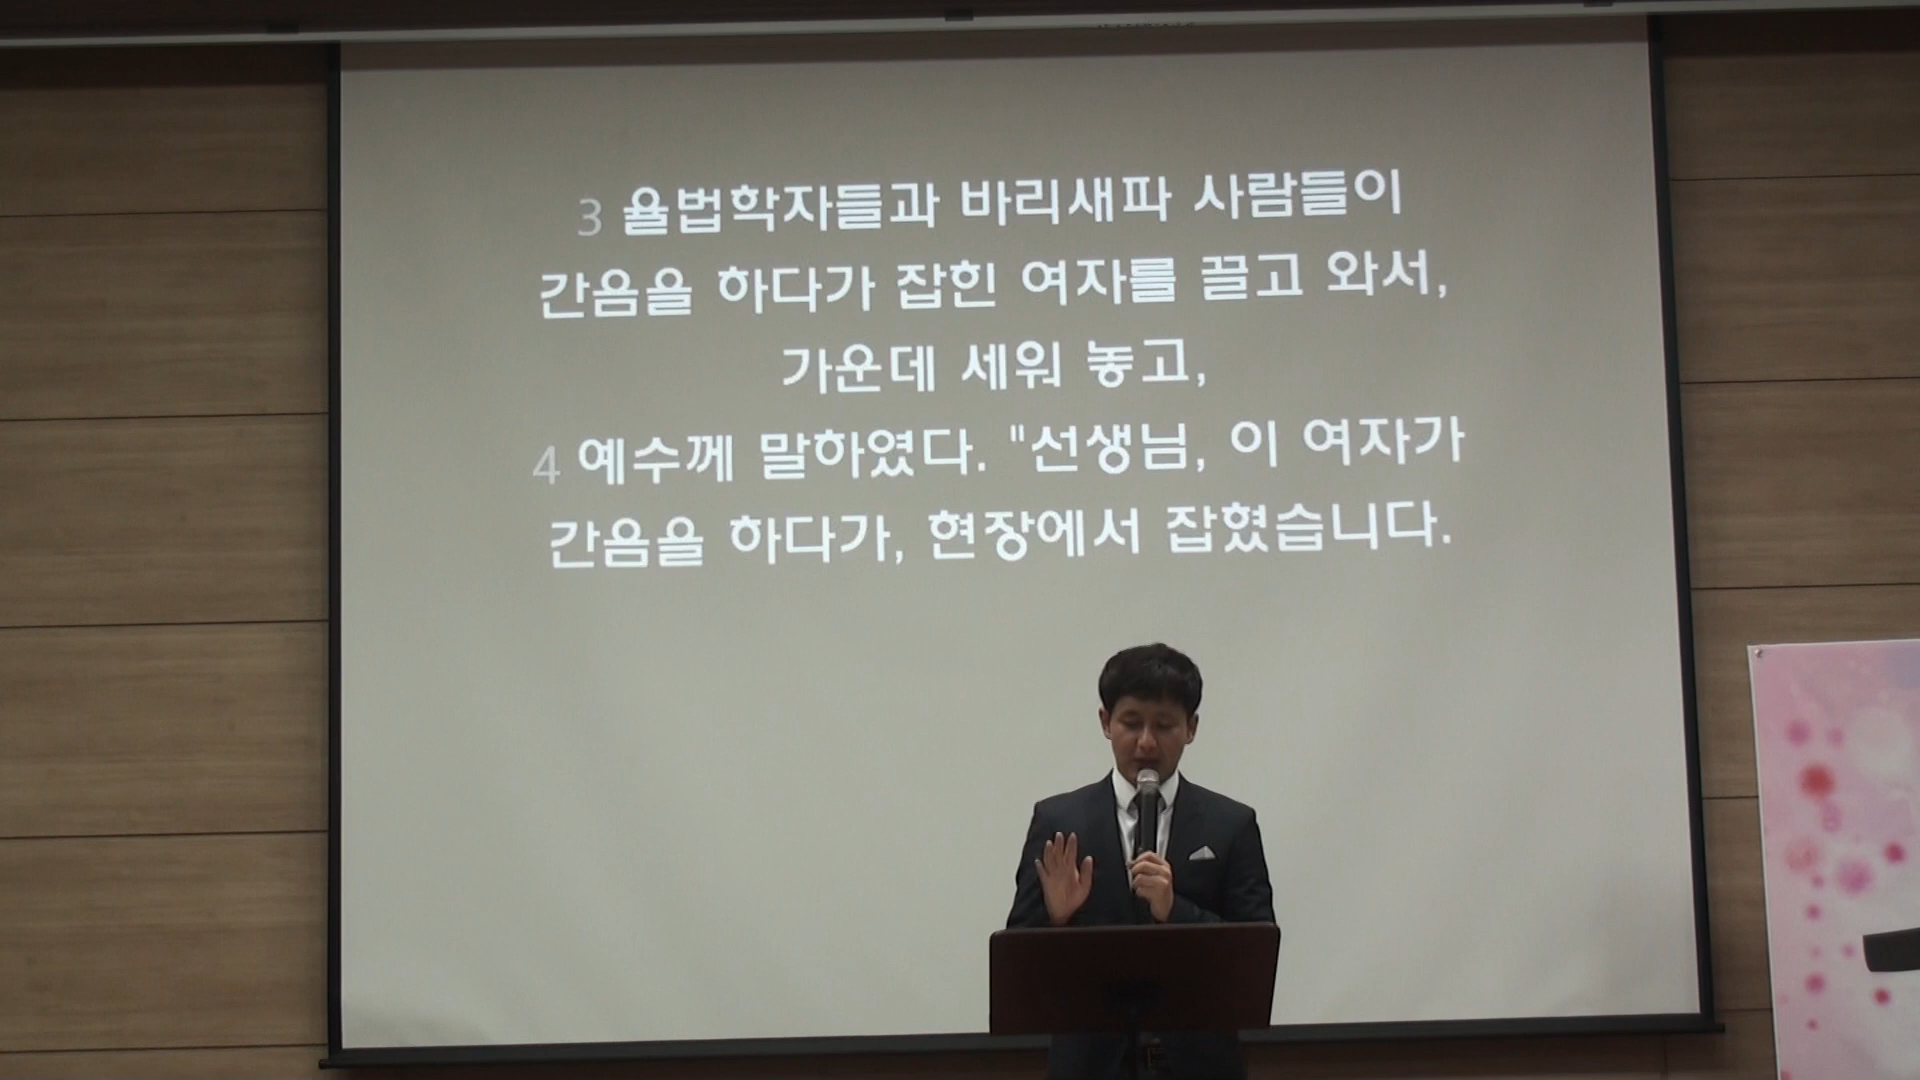 3 율법학자들과 바리새파 사람들이
간음을 하다가 잡힌 여자를 끌고 와서,
가운데 세워 놓고,
4 예수께 말하였다. "선생님, 이 여자가
간음을 하다가, 현장에서 잡혔습니다.